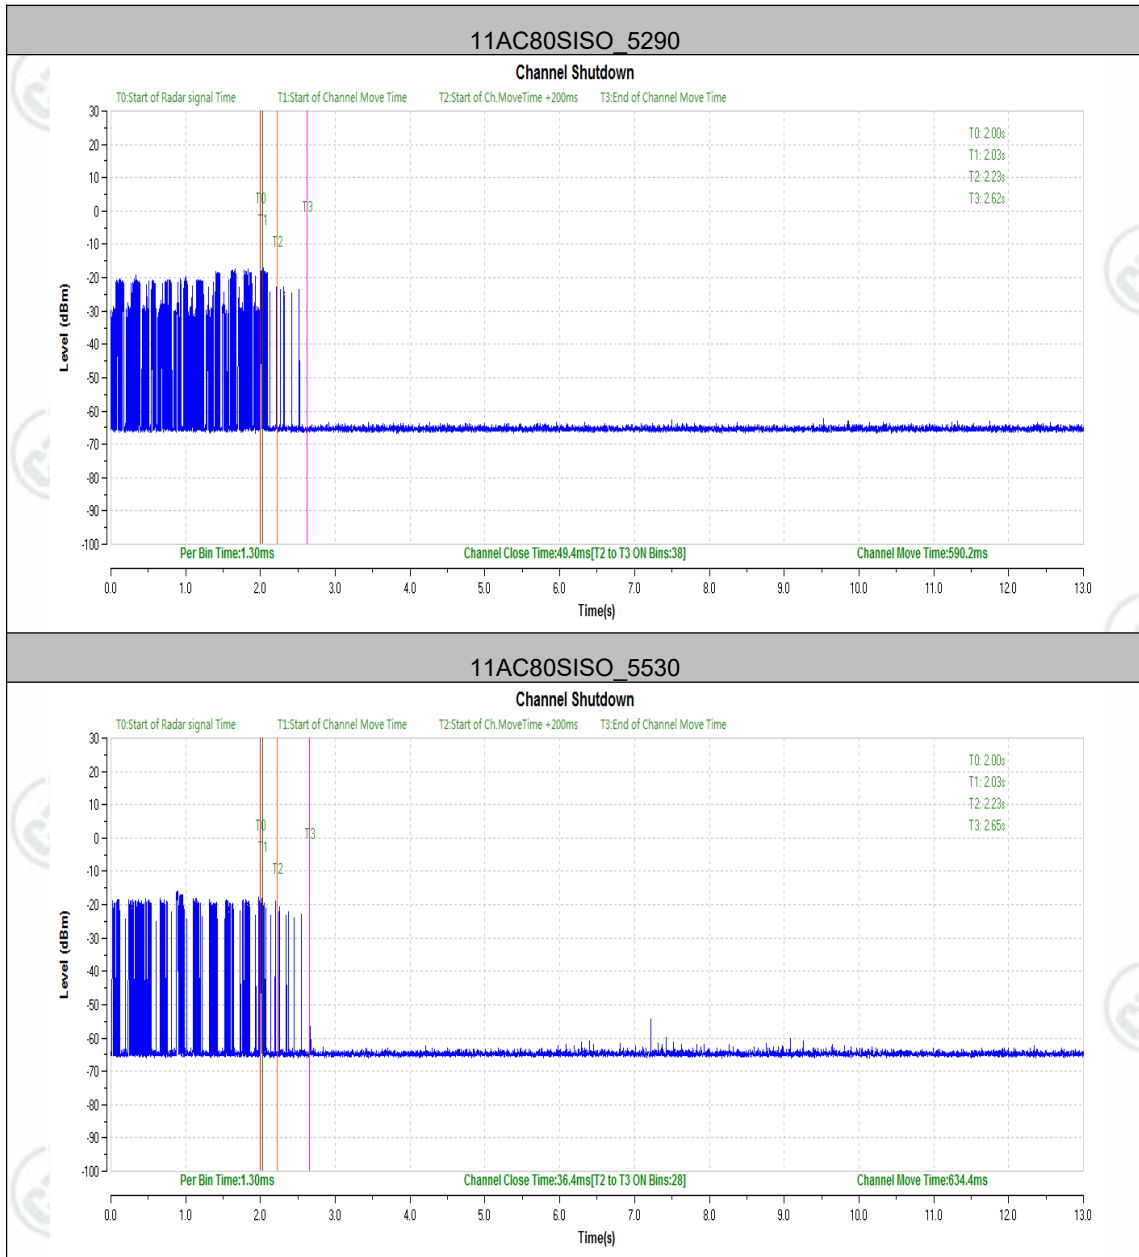 11AC80SISO_5290
Channel Shutdown
T0:Start of Radar signal Time T1:Start of Channel Move Time T2:Start of Ch.MoveTime +200ms T3:End of Channel Move Time
30
T0: 2.00s
20
T1: 2.03s
10
T2: 2.23s
T3: 2.62s
0
T0
T3
T1
-10
T2
-20
-30
-40
Level (dBm)
-50
-60
-70
-80
-90
-100
Per Bin Time:1.30ms Channel Close Time:49.4ms[T2 to T3 ON Bins:38] Channel Move Time:590.2ms
0.0 1.0 2.0 3.0 4.0 5.0 6.0 7.0 8.0 9.0 10.0 11.0 12.0 13.0
Time(s)
11AC80SISO_5530
Channel Shutdown
T0:Start of Radar signal Time T1:Start of Channel Move Time T2:Start of Ch.MoveTime +200ms T3:End of Channel Move Time
30
T0: 2.00s
20
T1: 2.03s
10
T2: 2.23s
T3: 2.65s
0
T0
T3
T1
-10
T2
-20
-30
-40
Level (dBm)
-50
-60
-70
-80
-90
-100
Per Bin Time:1.30ms Channel Close Time:36.4ms[T2 to T3 ON Bins:28] Channel Move Time:634.4ms
0.0 1.0 2.0 3.0 4.0 5.0 6.0 7.0 8.0 9.0 10.0 11.0 12.0 13.0
Time(s)